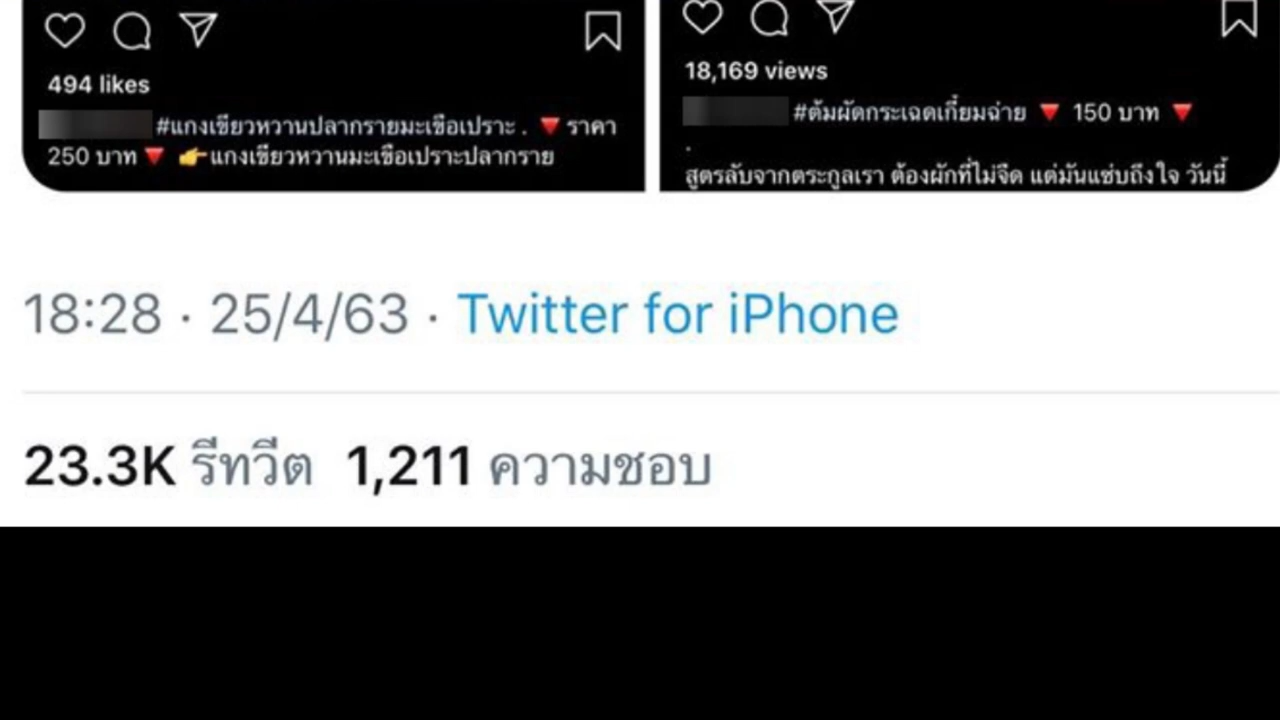 494 likes
#แกงเขียวหวานปลากรายมะเขือเปราะ . 🔻ราคา
250 บาท🔻 👉แกงเขียวหวานมะเขือเปราะปลากราย
18,169 views
#ต้มผัดกระเฉดเกี้ยมฉ่าย 🔻 150 บาท 🔻
.
สูตรลับจากตระกูลเรา ต้องผักที่ไม่จืด แต่มันแซ่บถึงใจ วันนี้
18:28 · 25/4/63 · Twitter for iPhone
23.3K รีทวีต 1,211 ความชอบ